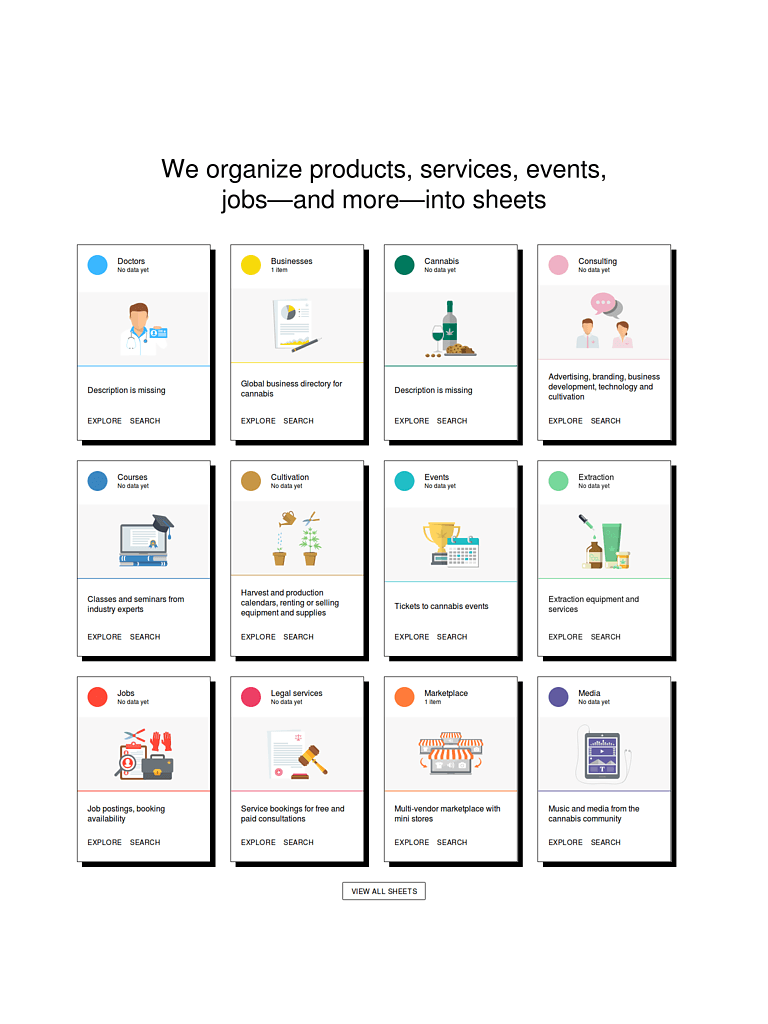 We organize products, services, events,
jobs—and more—into sheets
Doctors
No data yet
Description is missing
EXPLORE SEARCH
Businesses
1 item
Global business directory for
cannabis
EXPLORE SEARCH
Cannabis
No data yet
Description is missing
EXPLORE SEARCH
Consulting
No data yet
Advertising, branding, business
development, technology and
cultivation
EXPLORE SEARCH
Courses
No data yet
Classes and seminars from
industry experts
EXPLORE SEARCH
Cultivation
No data yet
Harvest and production
calendars, renting or selling
equipment and supplies
EXPLORE SEARCH
Events
No data yet
Tickets to cannabis events
EXPLORE SEARCH
Extraction
No data yet
Extraction equipment and
services
EXPLORE SEARCH
Jobs
No data yet
Job postings, booking
availability
EXPLORE SEARCH
Legal services
No data yet
Service bookings for free and
paid consultations
EXPLORE SEARCH
Marketplace
1 item
Multi-vendor marketplace with
mini stores
EXPLORE SEARCH
Media
No data yet
Music and media from the
cannabis community
EXPLORE SEARCH
VIEW ALL SHEETS